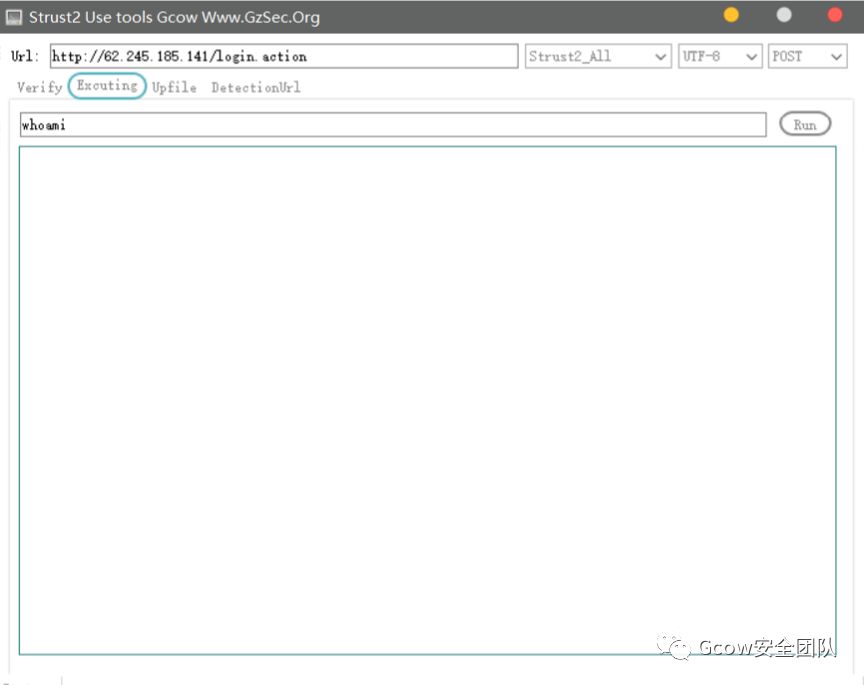 Strust2 Use tools Gcow Www.GzSec.Org
Url: http://62.245.185.141/login.action Strust2_All UTF-8 POST
Verify Excuting Upfile DetectionUrl
whoami Run
Gcow安全团队